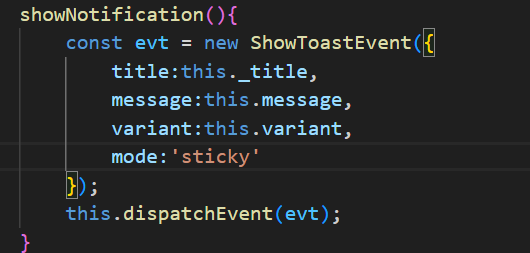 showNotification(){
const evt = new ShowToastEvent({
title:this._title,
message:this.message,
variant:this.variant,
mode:'sticky'
});
this.dispatchEvent(evt);
}